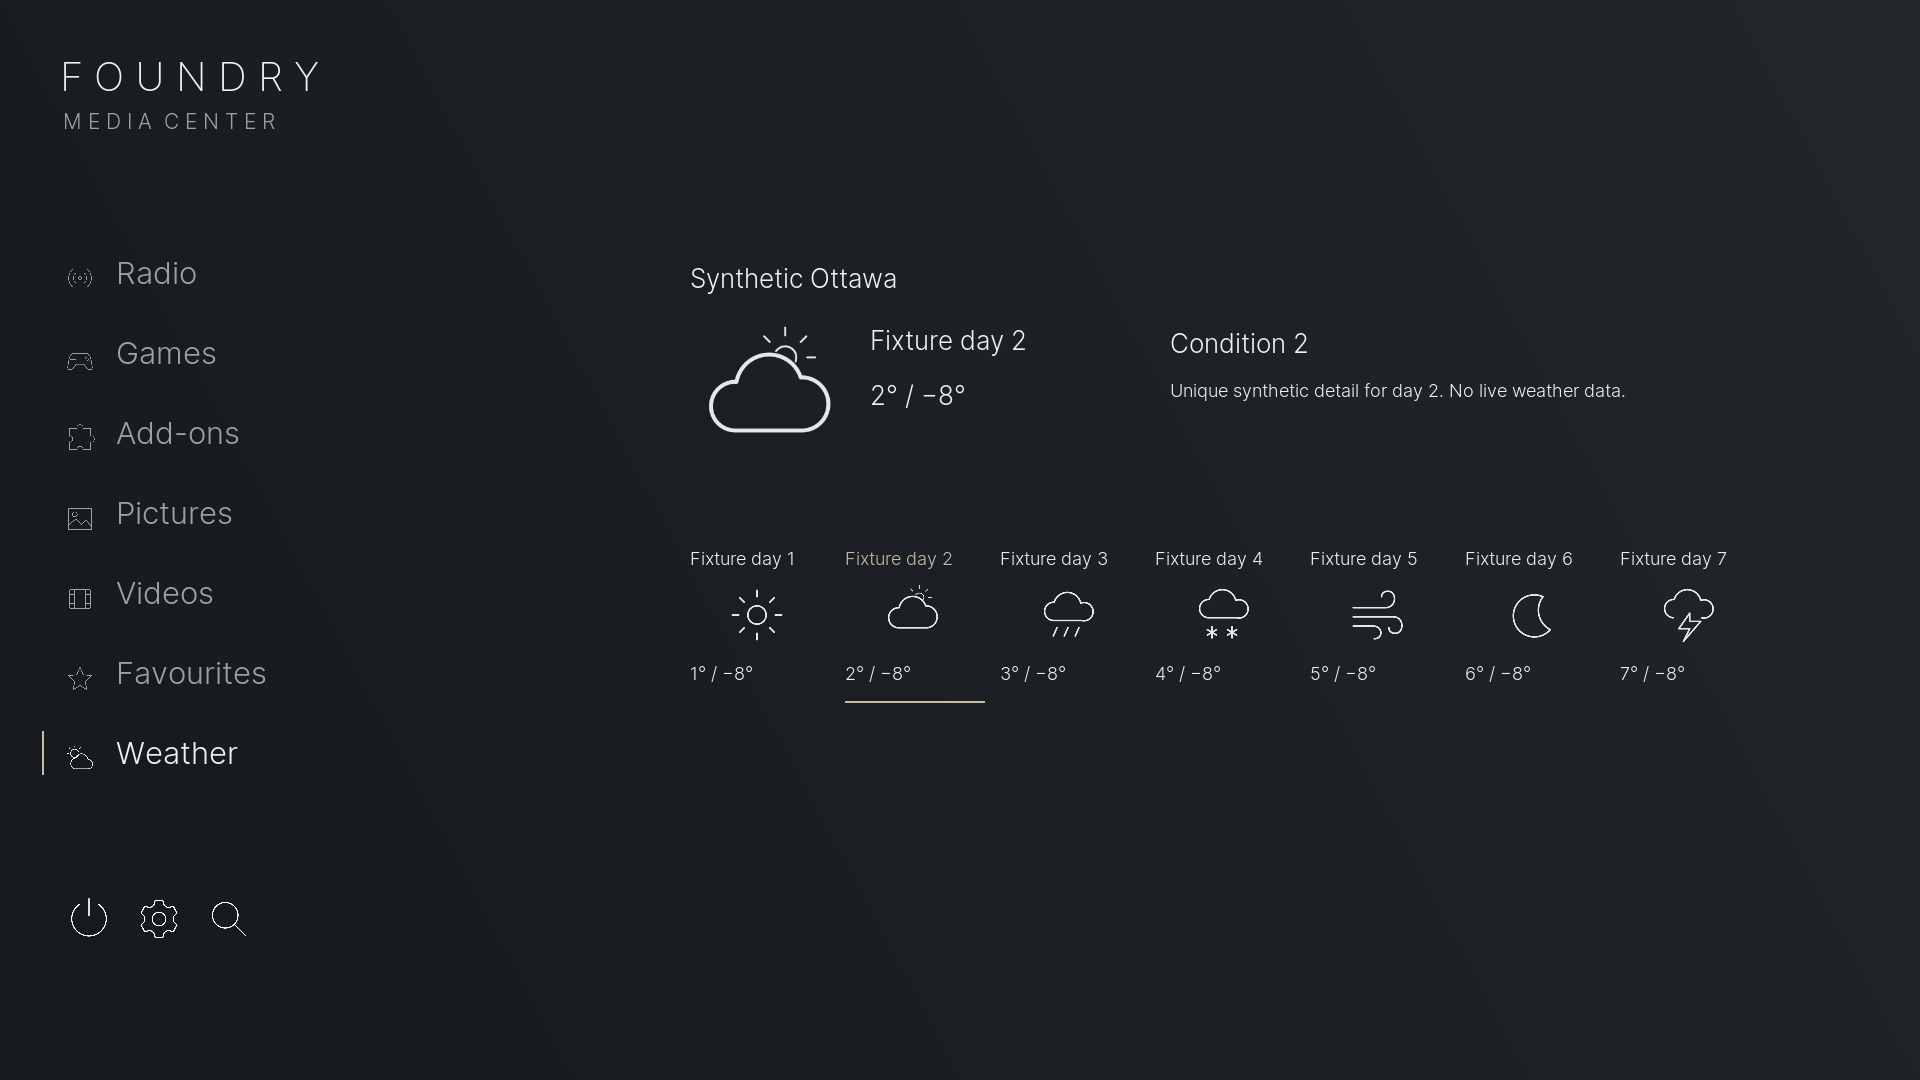 FOUNDRY
MEDIA CENTER
Radio
Games
Add-ons
Pictures
Videos
Favourites
Weather
Synthetic Ottawa
Fixture day 2
2° / −8°
Condition 2
Unique synthetic detail for day 2. No live weather data.
Fixture day 1
Fixture day 2
Fixture day 3
Fixture day 4
Fixture day 5
Fixture day 6
Fixture day 7
1° / −8°
2° / −8°
3° / −8°
4° / −8°
5° / −8°
6° / −8°
7° / −8°